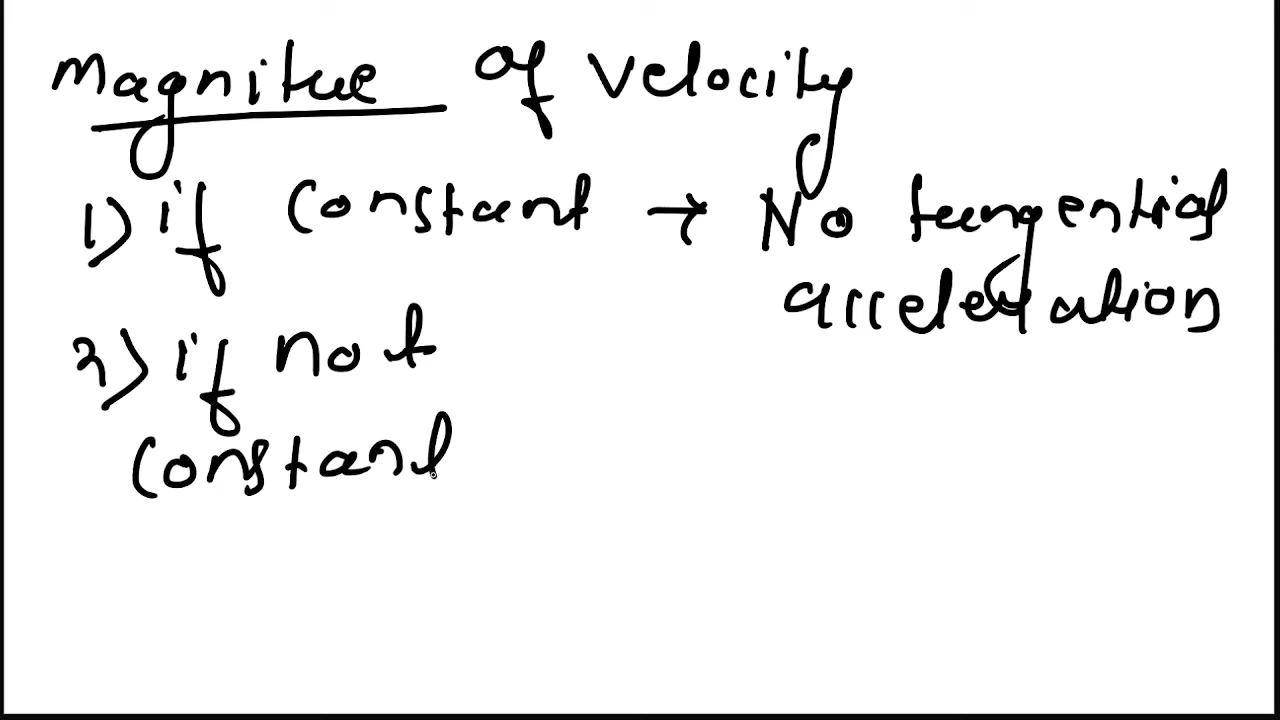 Magnitue of velocity
1) if constant → No tangential
acceleration
2) if not
constant